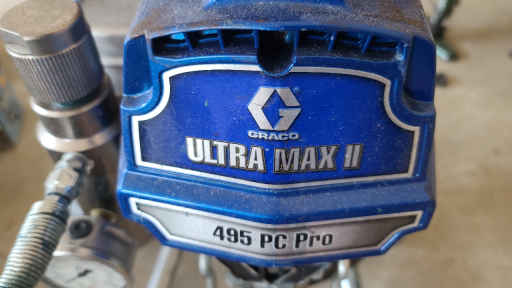 GRACO
ULTRA MAX II
495 PC Pro